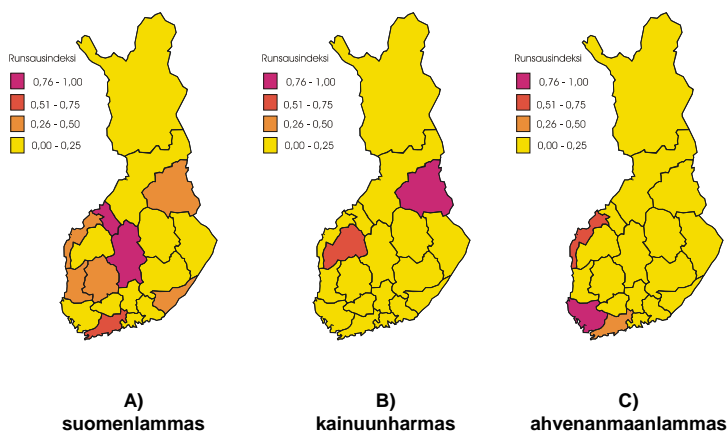 Runsausindeksi
0,76 - 1,00
0,51 - 0,75
0,26 - 0,50
0,00 - 0,25
A)
suomenlammas
Runsausindeksi
0,76 - 1,00
0,51 - 0,75
0,26 - 0,50
0,00 - 0,25
B)
kainuunharmas
Runsausindeksi
0,76 - 1,00
0,51 - 0,75
0,26 - 0,50
0,00 - 0,25
C)
ahvenanmaanlammas